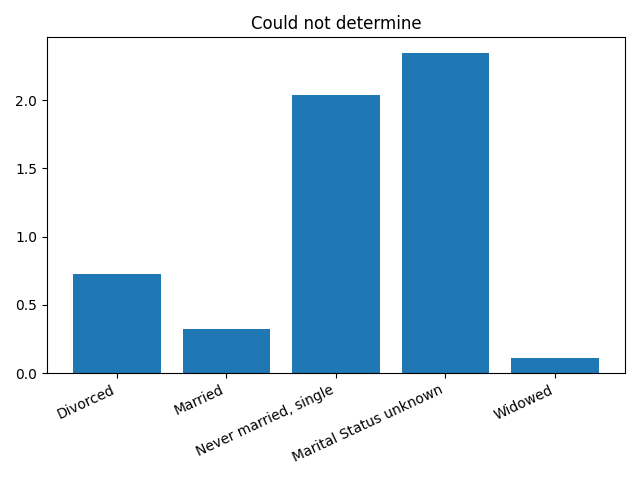 Could not determine
2.0
1.5
1.0
0.5
0.0
Divorced
Married
Never married, single
Marital Status unknown
Widowed